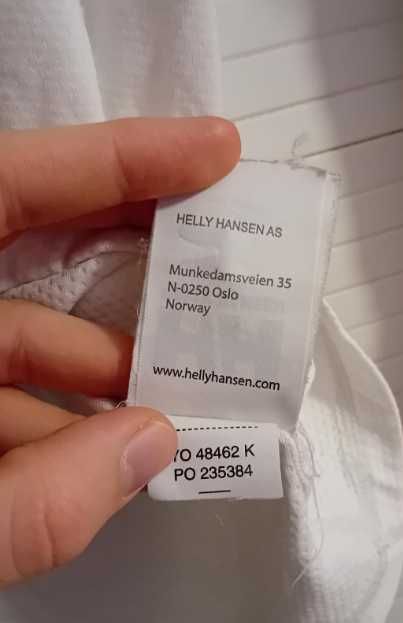 HELLY HANSEN AS
Munkedamsveien 35
N-0250 Oslo
Norway
www.hellyhansen.com
YO 48462 K
PO 235384